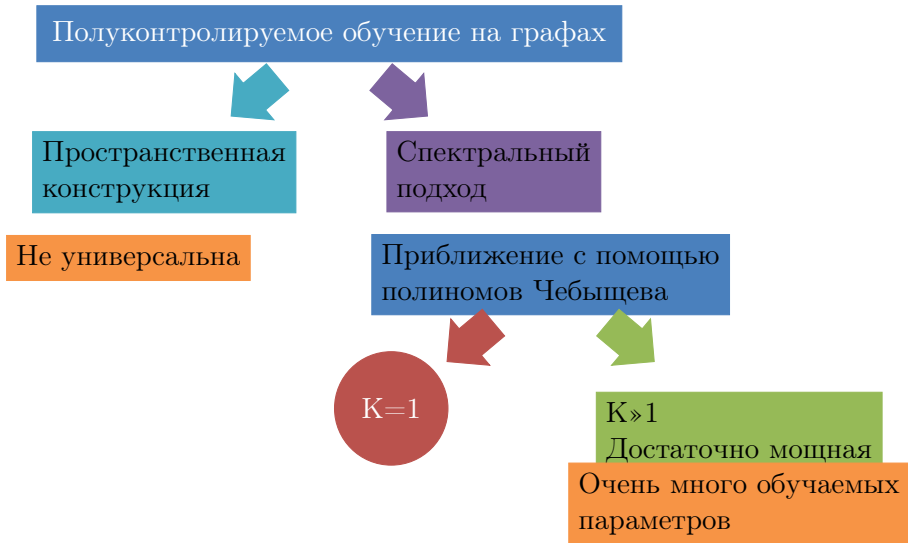 Полуконтролируемое обучение на графах
Пространственная
конструкция
Спектральный
подход
Не универсальна
Приближение с помощью
полиномов Чебыщева
K=1
K»1
Достаточно мощная
Очень много обучаемых
параметров